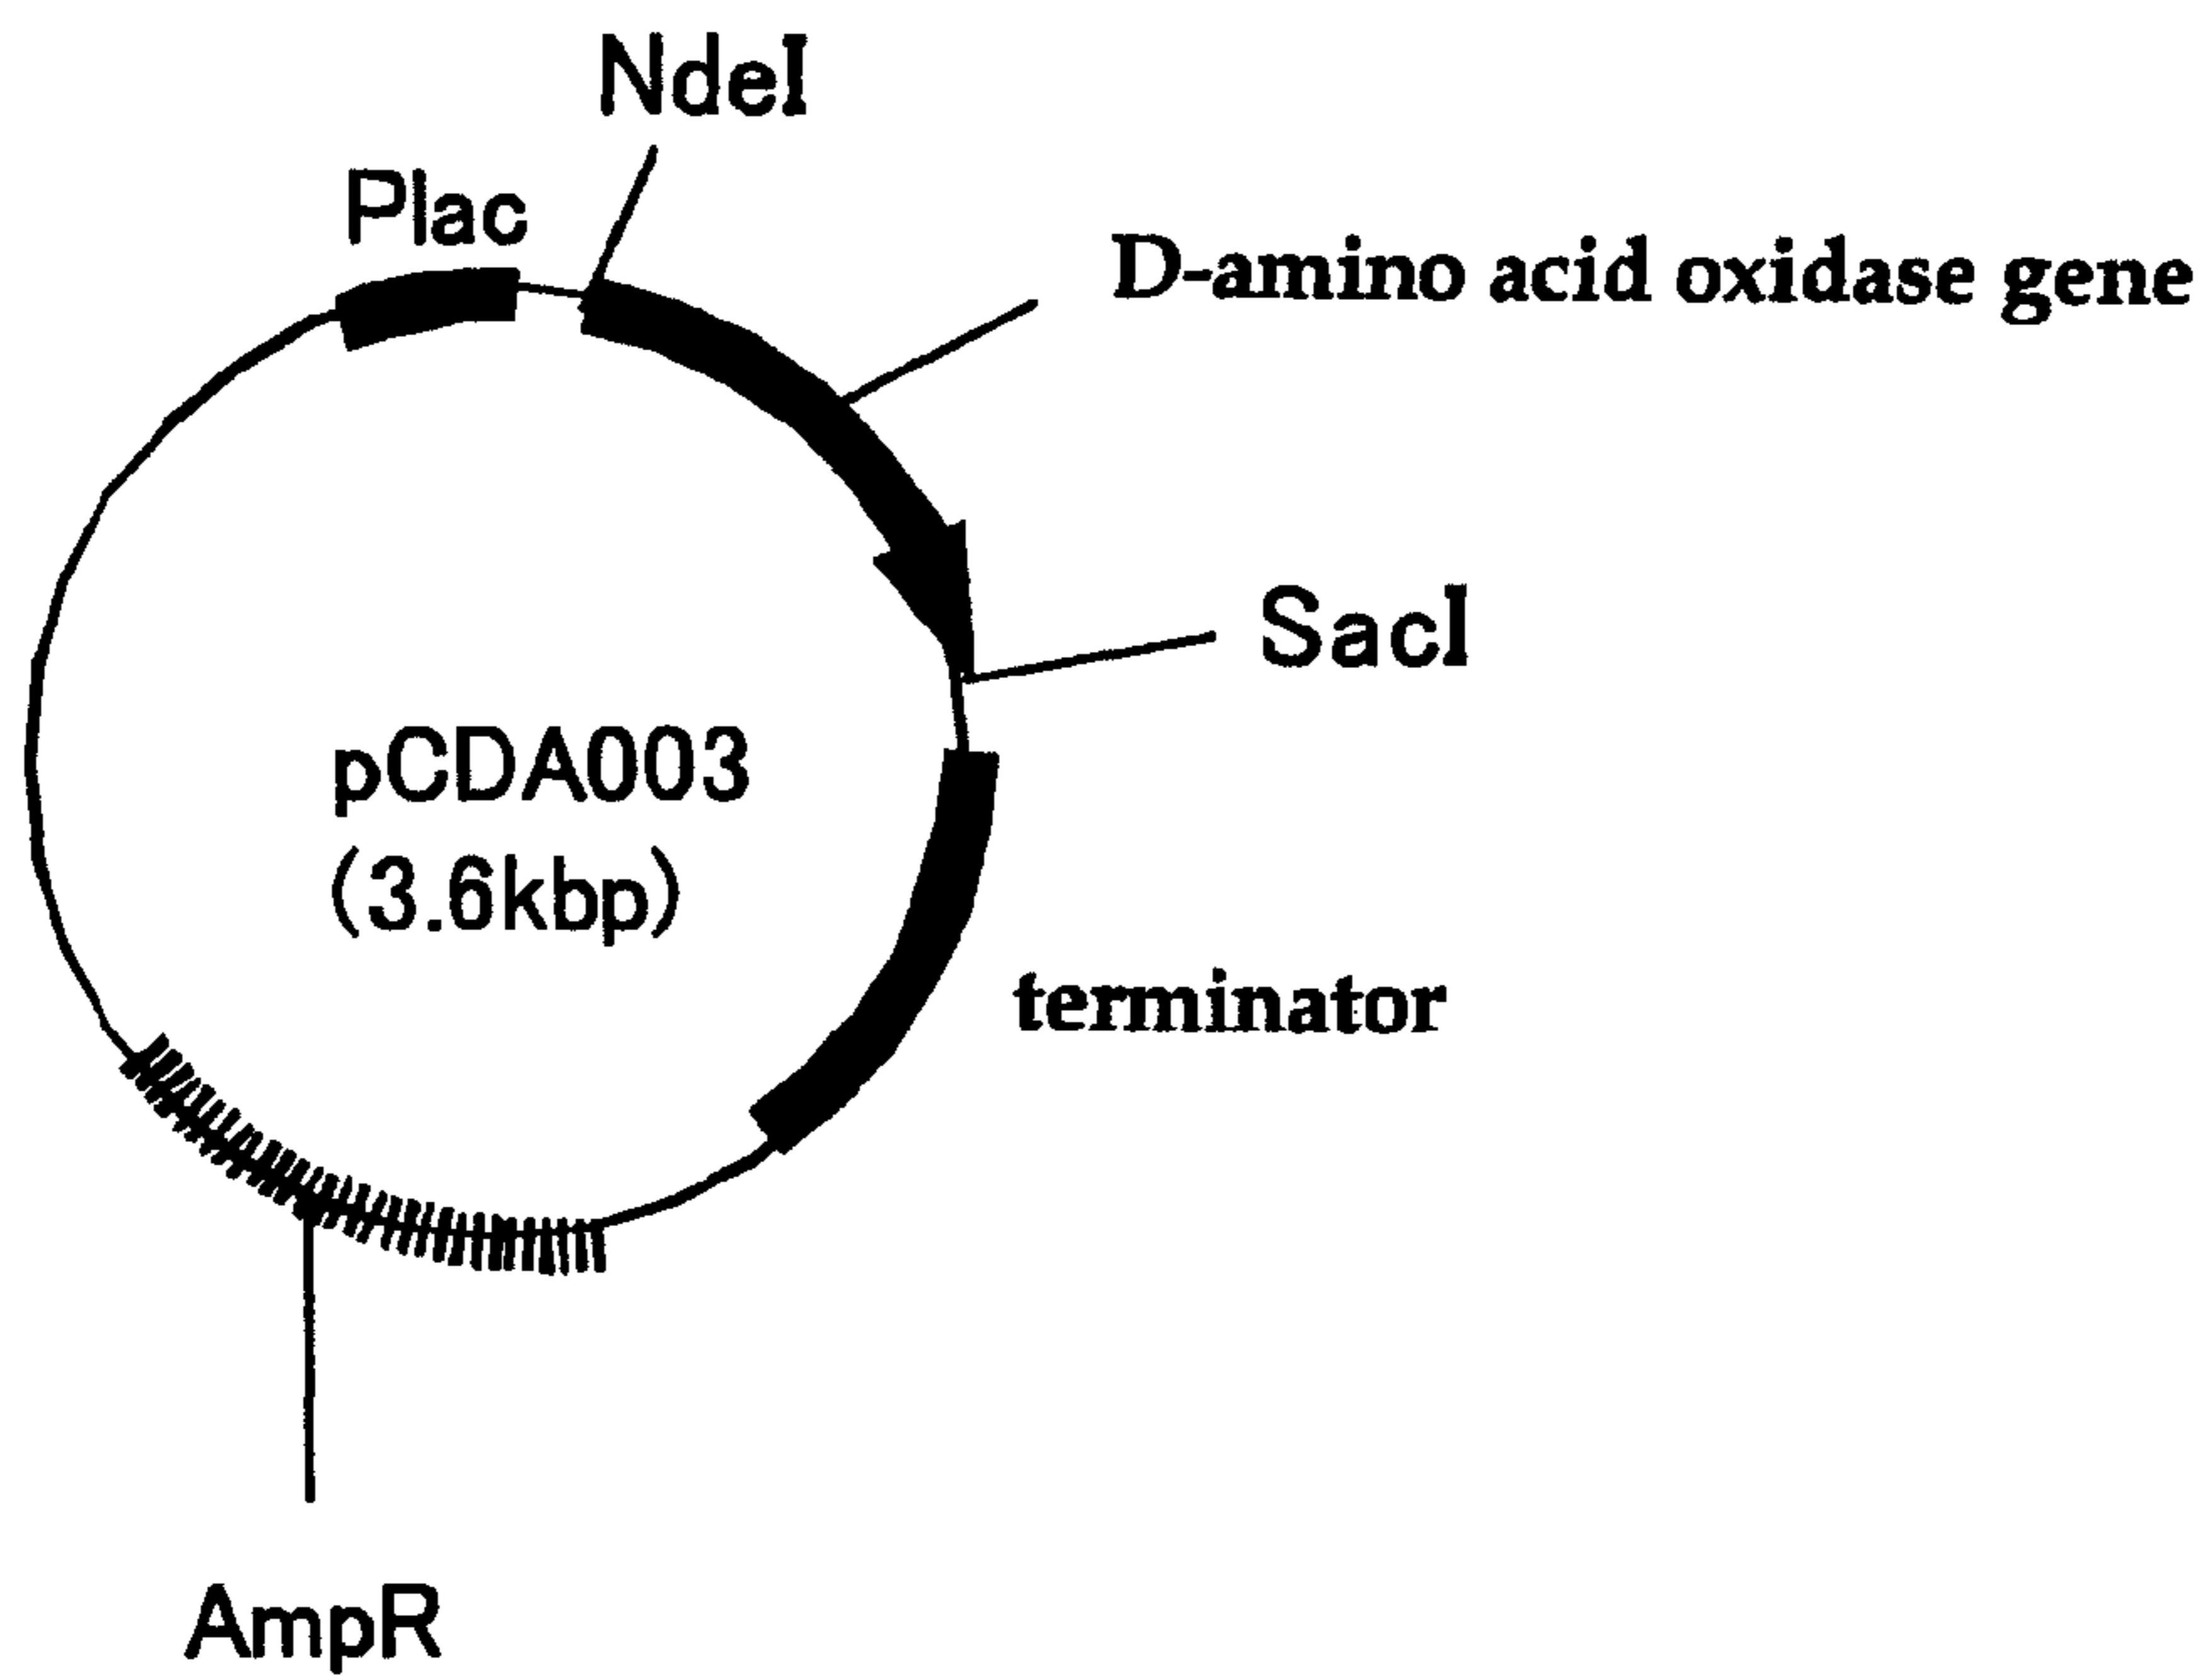 NdeI
Plac
D-amino acid oxidase gene
SacI
pCDA003
(3.6kbp)
terminator
AmpR